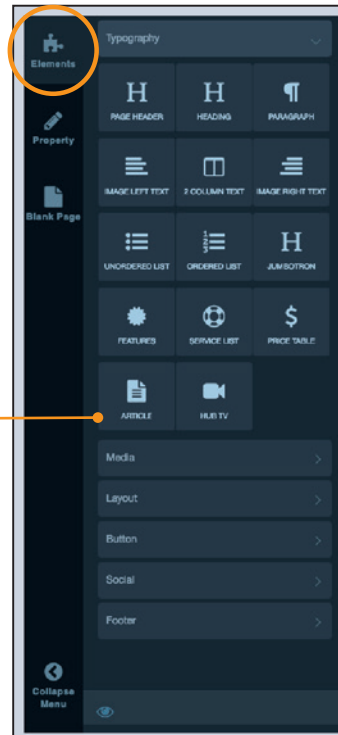 Elements
Property
Blank Page
Collapse
Menu
Typography
PAGE HEADER
HEADING
PARAGRAPH
IMAGE LEFT TEXT
2 COLUMN TEXT
IMAGE RIGHT TEXT
UNORDERED LIST
ORDERED LIST
JUMBOTRON
FEATURES
SERVICE LIST
PRICE TABLE
ARTICLE
HUB TV
Media
Layout
Button
Social
Footer